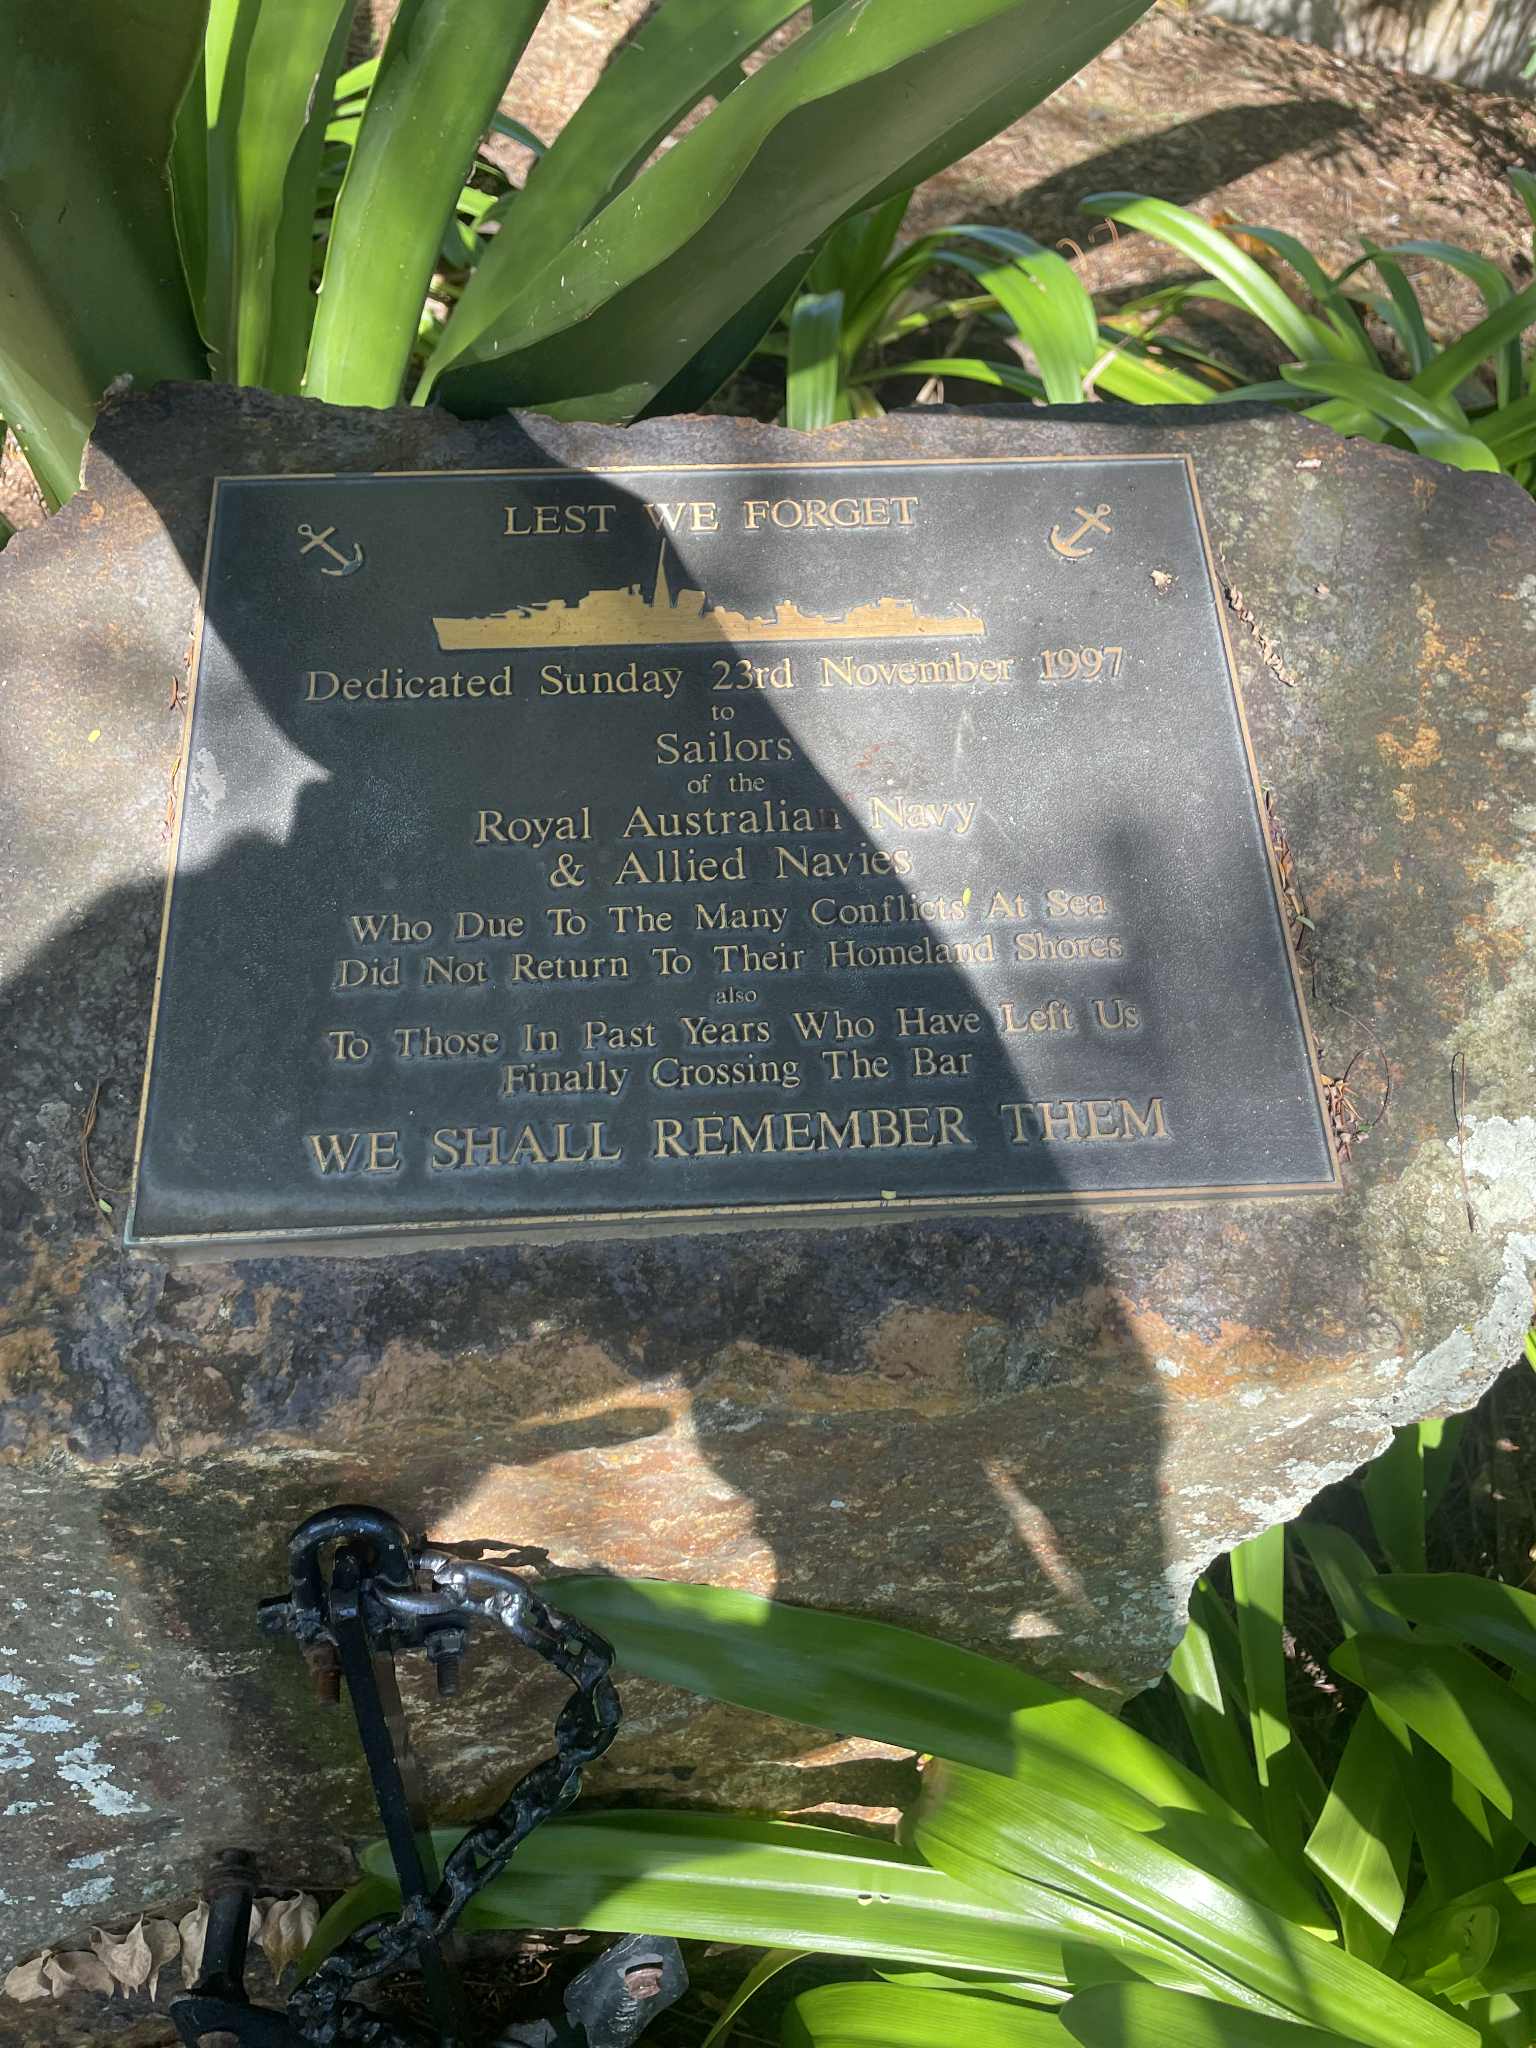 LEST WE FORGET
Dedicated Sunday 23rd November 1997
to
Sailors
of the
Royal Australian Navy
& Allied Navies
Who Due To The Many Conflicts At Sea
Did Not Return To Their Homeland Shores
also
To Those In Past Years Who Have Left Us
Finally Crossing The Bar
WE SHALL REMEMBER THEM